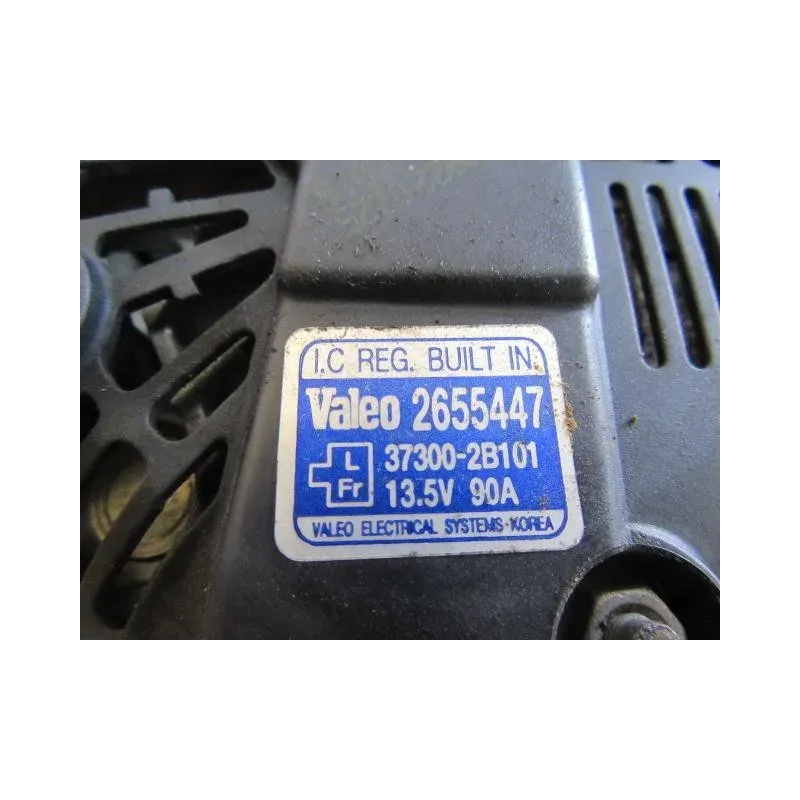 I.C REG. BUILT IN
Valeo 2655447
L 37300-2B101
Fr 13.5V 90A
VALEO ELECTRICAL SYSTEMS-KOREA